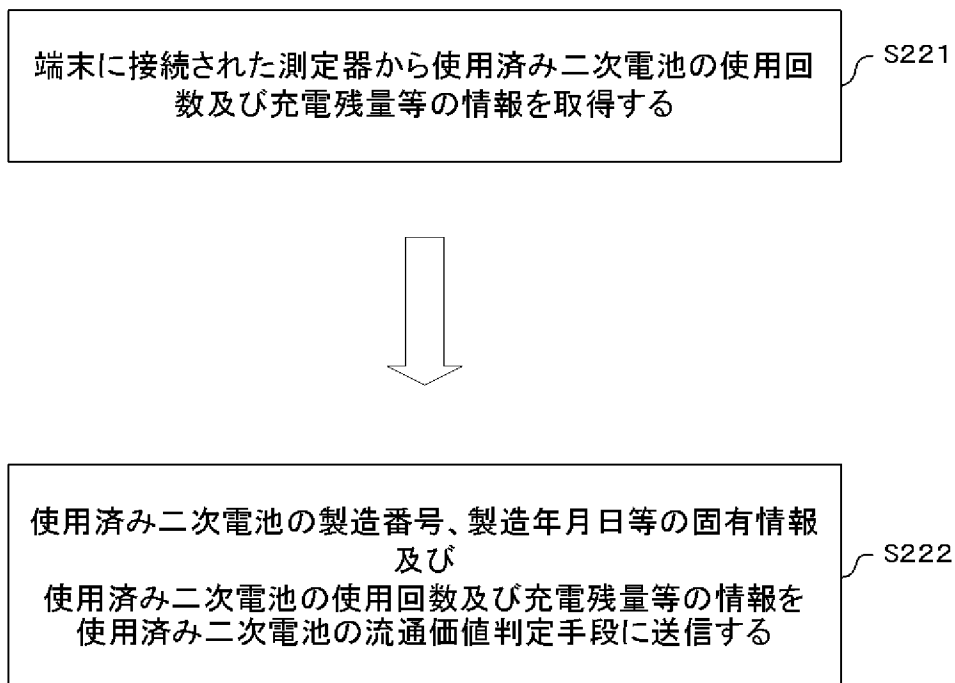 端末に接続された測定器から使用済み二次電池の使用回
数及び充電残量等の情報を取得する
S221
使用済み二次電池の製造番号、製造年月日等の固有情報
及び
使用済み二次電池の使用回数及び充電残量等の情報を
使用済み二次電池の流通価値判定手段に送信する
S222